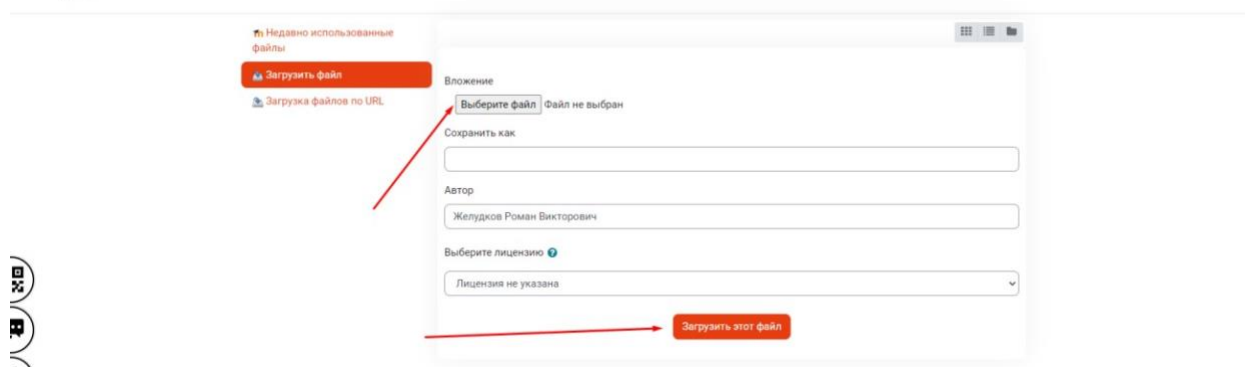 Недавно использованные
файлы
Загрузить файл
Загрузка файлов по URL
Вложение
Выберите файл Файл не выбран
Сохранить как
Автор
Желудков Роман Викторович
Выберите лицензию
Лицензия не указана
Загрузить этот файл